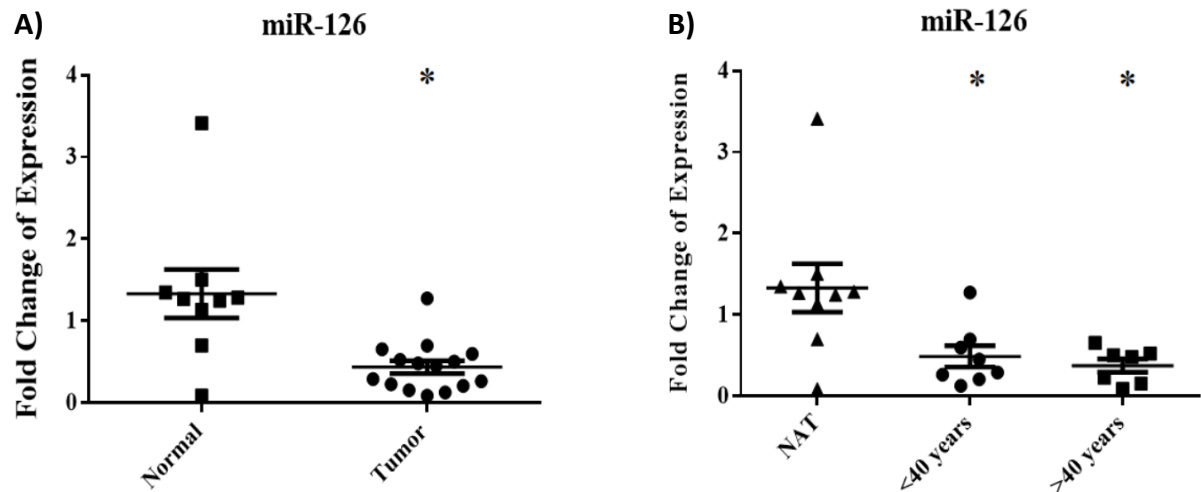 A)
miR-126
Fold Change of Expression
4
3
2
1
0
*
Normal
Tumor
B)
miR-126
Fold Change of Expression
4
3
2
1
0
*
*
NAT
<40 years
>40 years